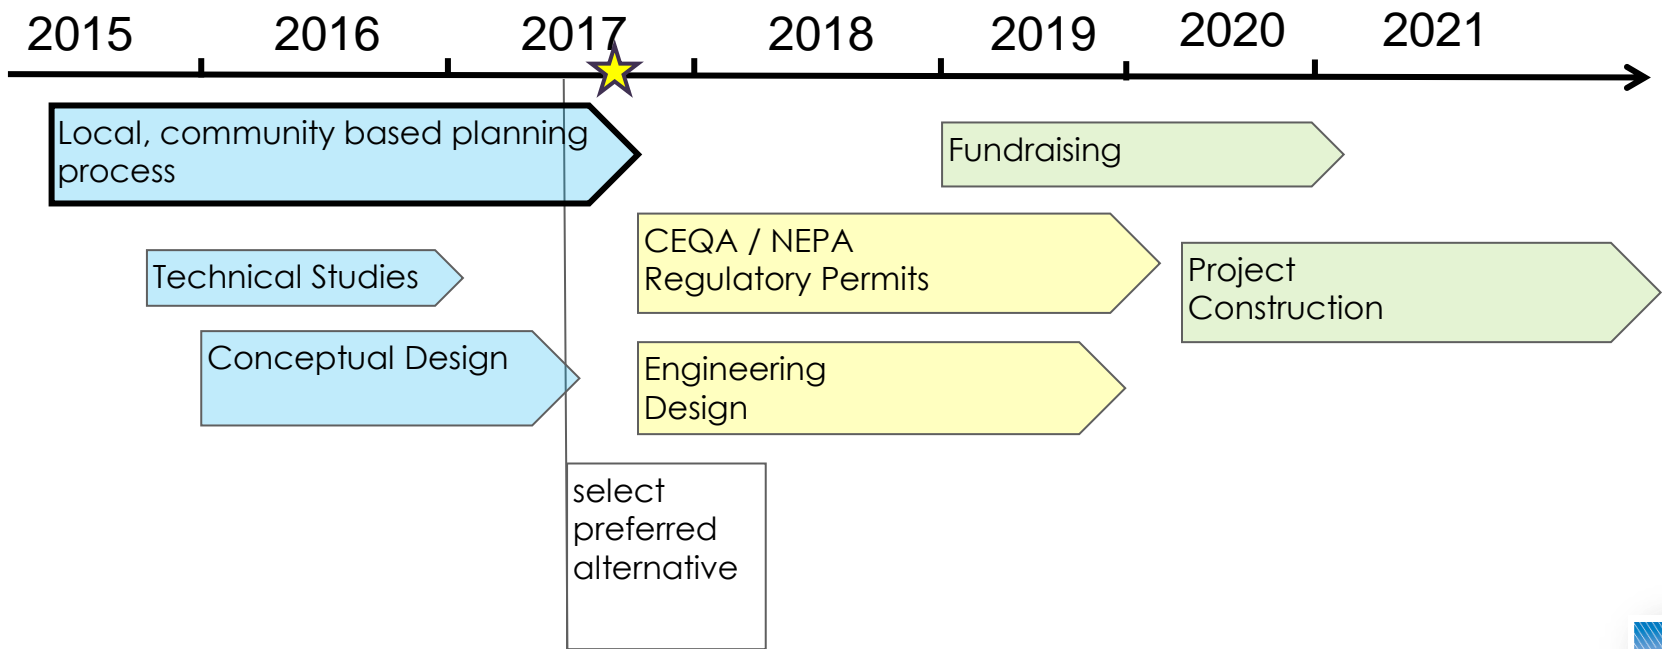 2015 2016 2017 2018 2019 2020 2021
Local, community based planning
process
Fundraising
CEQA / NEPA
Regulatory Permits
Technical Studies
Project
Construction
Conceptual Design
Engineering
Design
select
preferred
alternative